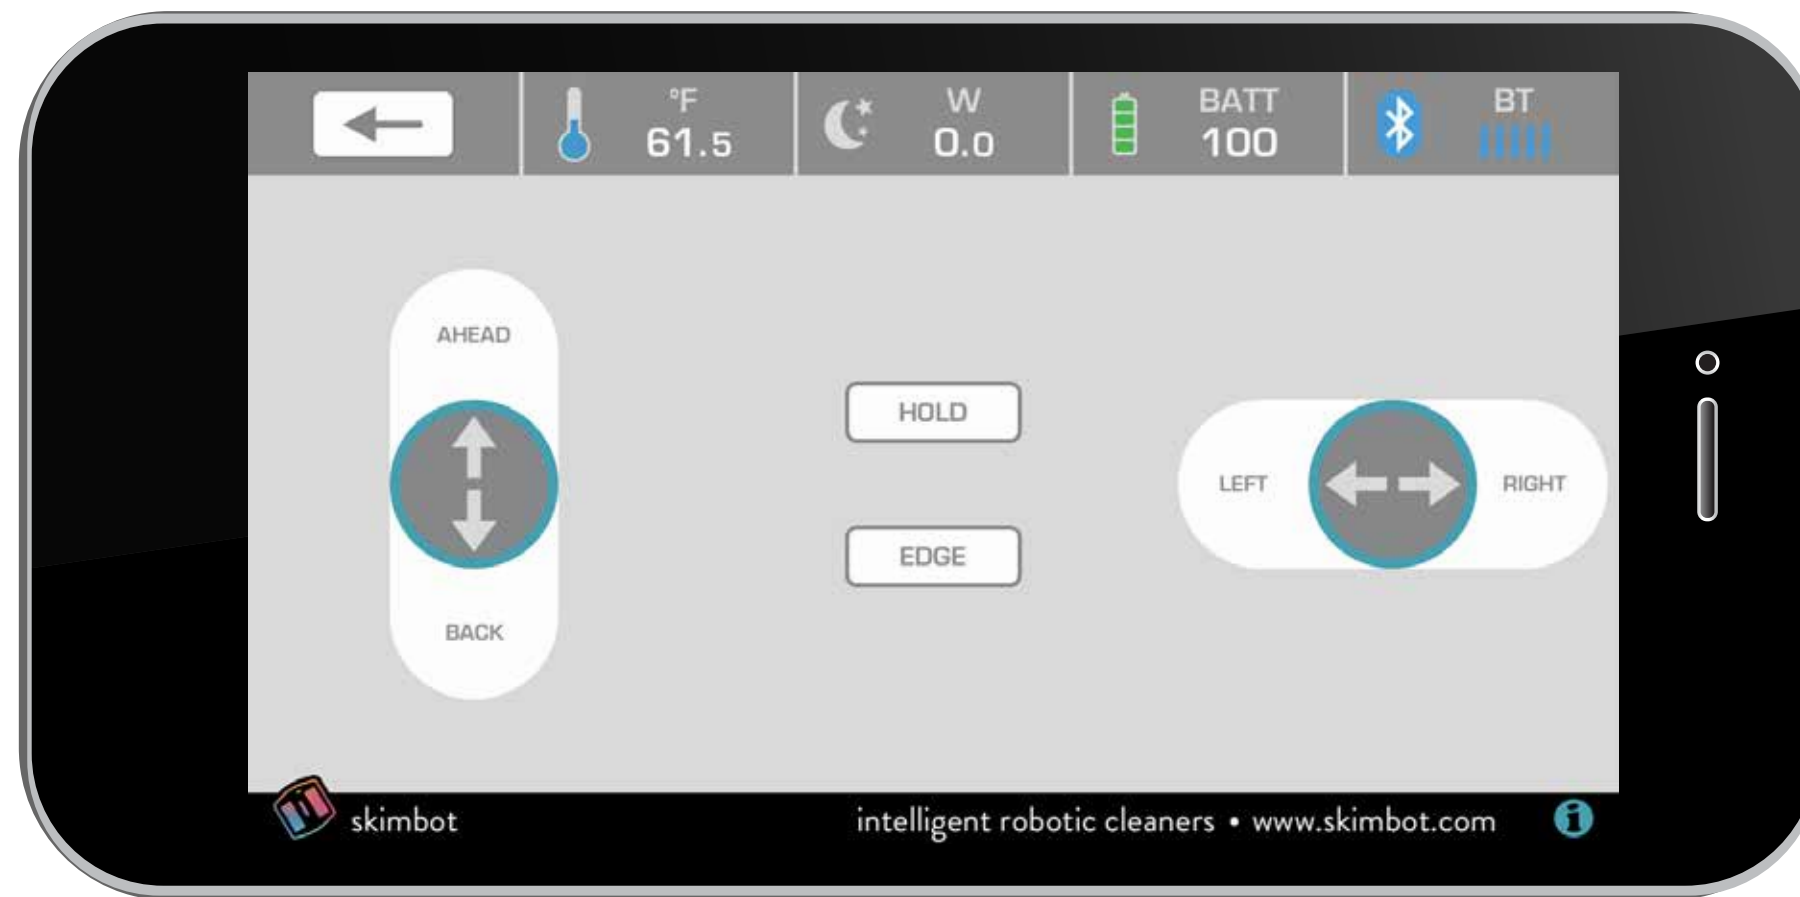 °F
61.5
W
0.0
BATT
100
BT
AHEAD
HOLD
LEFT
RIGHT
EDGE
BACK
skimbot
intelligent robotic cleaners • www.skimbot.com
i